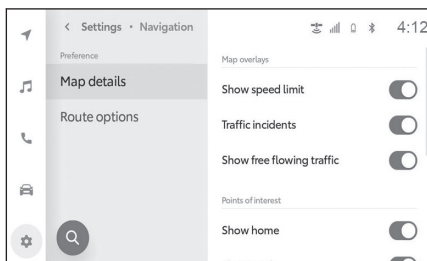 < Settings • Navigation
4:12
Preference
Map details
Route options
Map overlays
Show speed limit
Traffic incidents
Show free flowing traffic
Points of interest
Show home